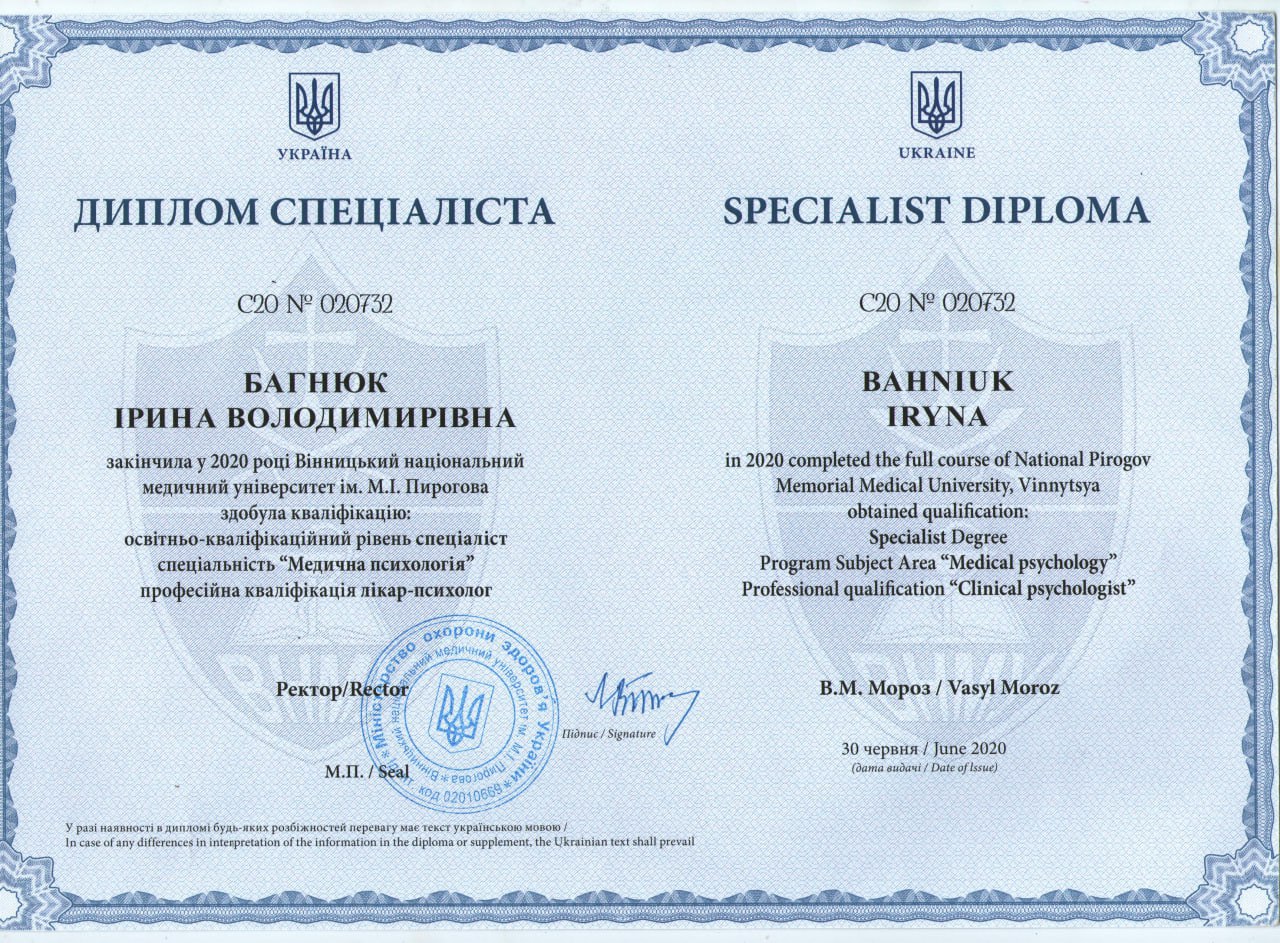 УКРАЇНА
ДИПЛОМ СПЕЦІАЛІСТА
С20 № 020732
БАГНЮК
ІРИНА ВОЛОДИМИРІВНА
закінчила у 2020 році Вінницький національний
медичний університет ім. М.І. Пирогова
здобула кваліфікацію:
освітньо-кваліфікаційний рівень спеціаліст
спеціальність “Медична психологія”
професійна кваліфікація лікар-психолог
UKRAINE
SPECIALIST DIPLOMA
C20 № 020732
BAHNIUK
IRYNA
in 2020 completed the full course of National Pirogov
Memorial Medical University, Vinnytsya
obtained qualification:
Specialist Degree
Program Subject Area “Medical psychology”
Professional qualification “Clinical psychologist”
Ректор/Rector
Підпис / Signature
В.М. Мороз / Vasyl Moroz
М.П. / Seal
30 червня / June 2020
(дата видачі / Date of Issue)
Міністерство охорони здоров'я України
Вінницький національний медичний університет ім. М.І. Пирогова
код 02010669
У разі наявності в дипломі будь-яких розбіжностей перевагу має текст українською мовою /
In case of any differences in interpretation of the information in the diploma or supplement, the Ukrainian text shall prevail